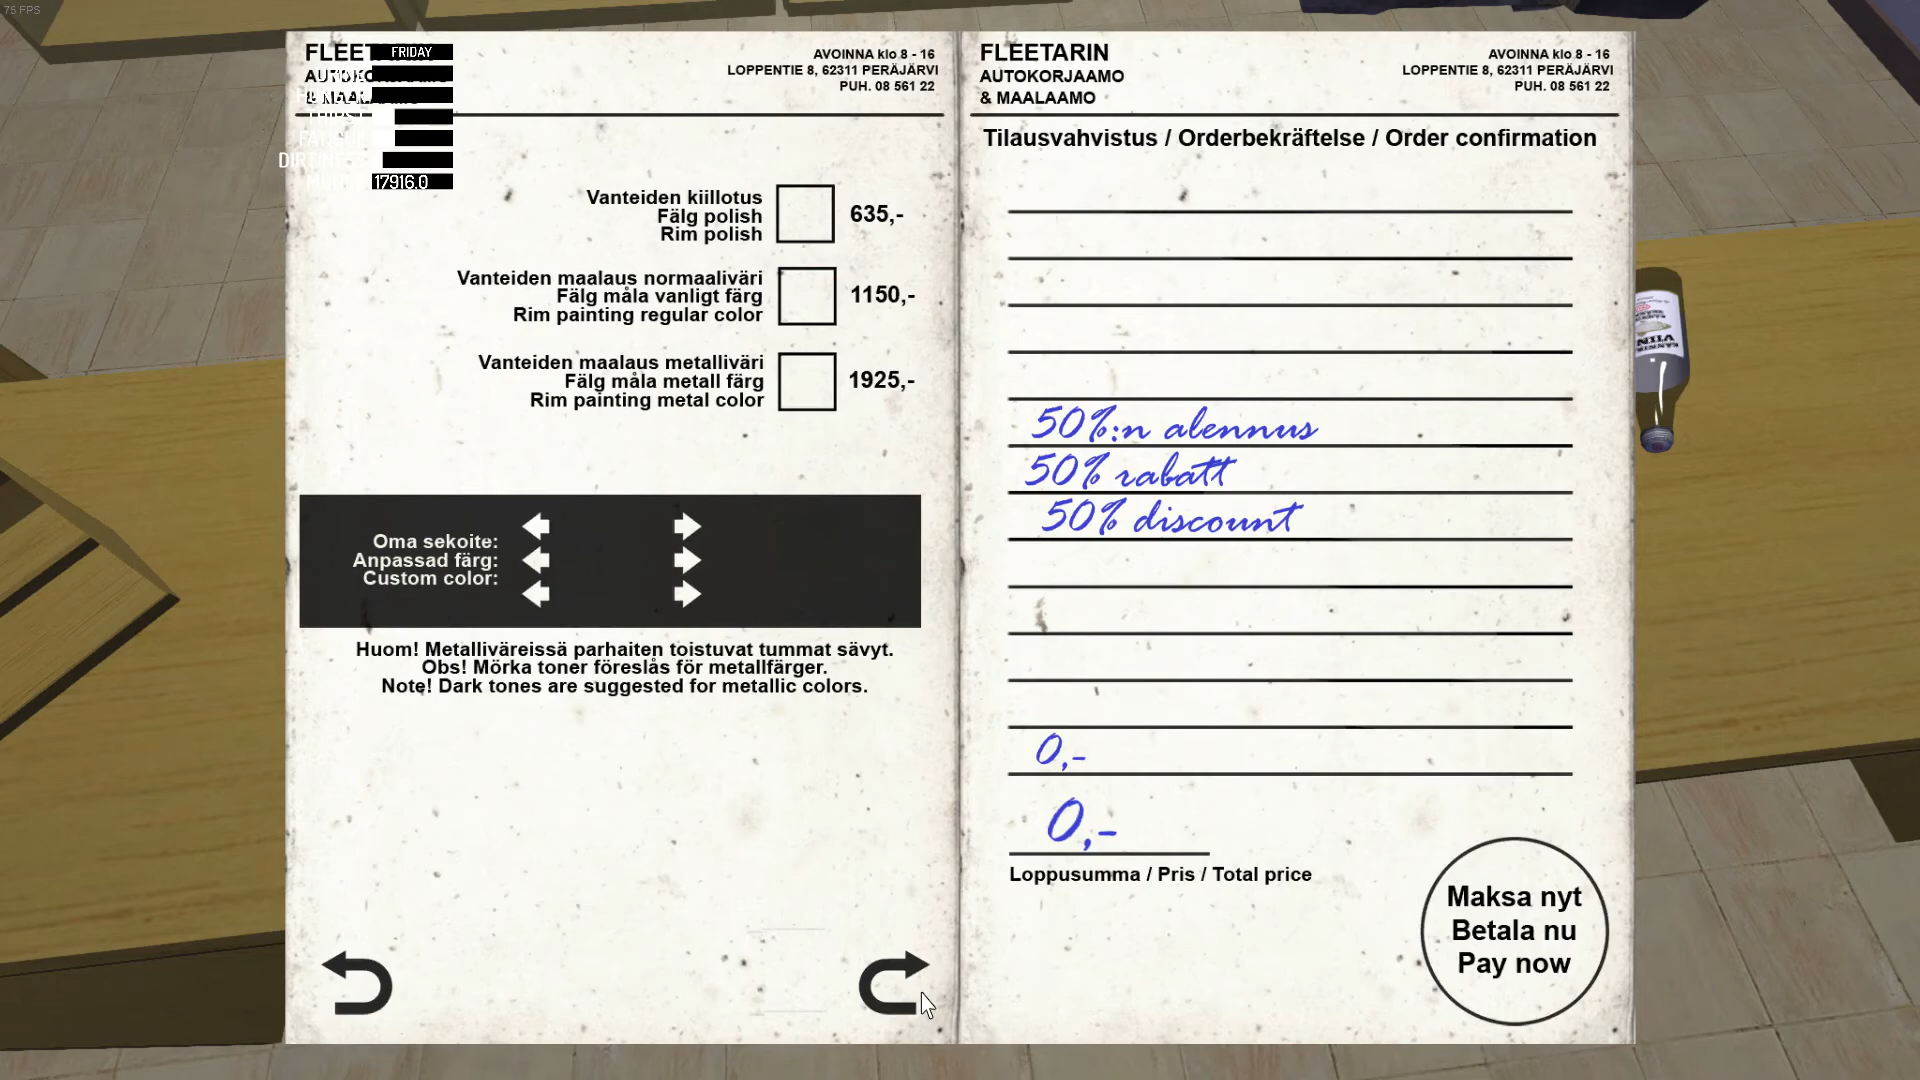 75 FPS
FRIDAY
17916.0
AVOINNA klo 8 - 16
LOPPENTIE 8, 62311 PERÄJÄRVI
PUH. 08 561 22
Vanteiden kiillotus
Fälg polish
Rim polish
635,-
Vanteiden maalaus normaaliväri
Fälg måla vanligt färg
Rim painting regular color
1150,-
Vanteiden maalaus metalliväri
Fälg måla metall färg
Rim painting metal color
1925,-
Oma sekoite:
Anpassad färg:
Custom color:
Huom! Metalliväreissä parhaiten toistuvat tummat sävyt.
Obs! Mörka toner föreslås för metallfärger.
Note! Dark tones are suggested for metallic colors.
FLEETARIN
AUTOKORJAAMO
& MAALAAMO
AVOINNA klo 8 - 16
LOPPENTIE 8, 62311 PERÄJÄRVI
PUH. 08 561 22
Tilausvahvistus / Orderbekräftelse / Order confirmation
50%:n alennus
50% rabatt
50% discount
0,-
0,-
Loppusumma / Pris / Total price
Maksa nyt
Betala nu
Pay now